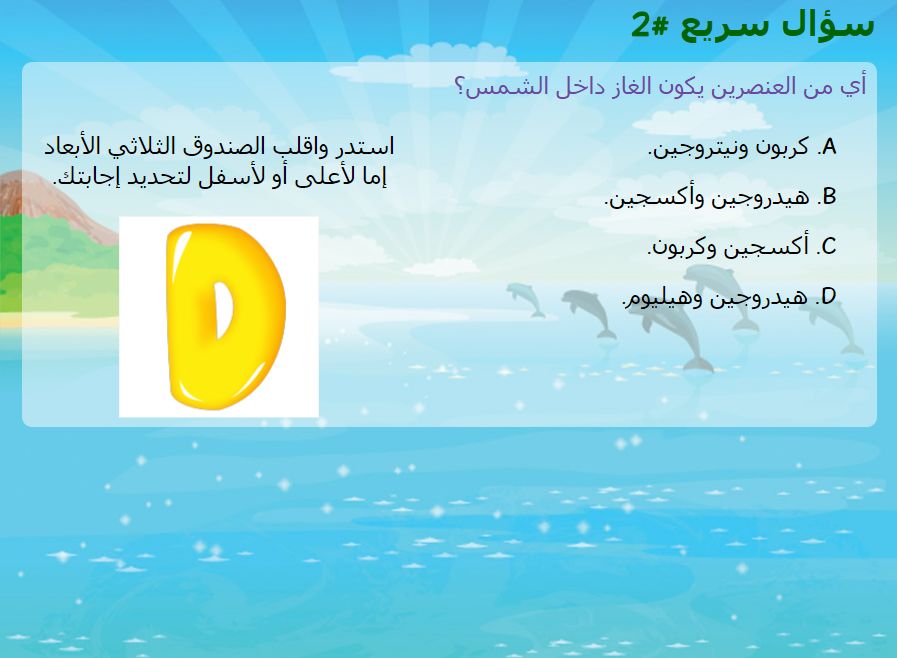 سؤال سريع #2
أي من العنصرين يكون الغاز داخل الشمس؟
A. كربون ونيتروجين.
B. هيدروجين وأكسجين.
C. أكسجين وكربون.
D. هيدروجين وهيليوم.
استدر واقلب الصندوق الثلاثي الأبعاد
إما لأعلى أو لأسفل لتحديد إجابتك.
D